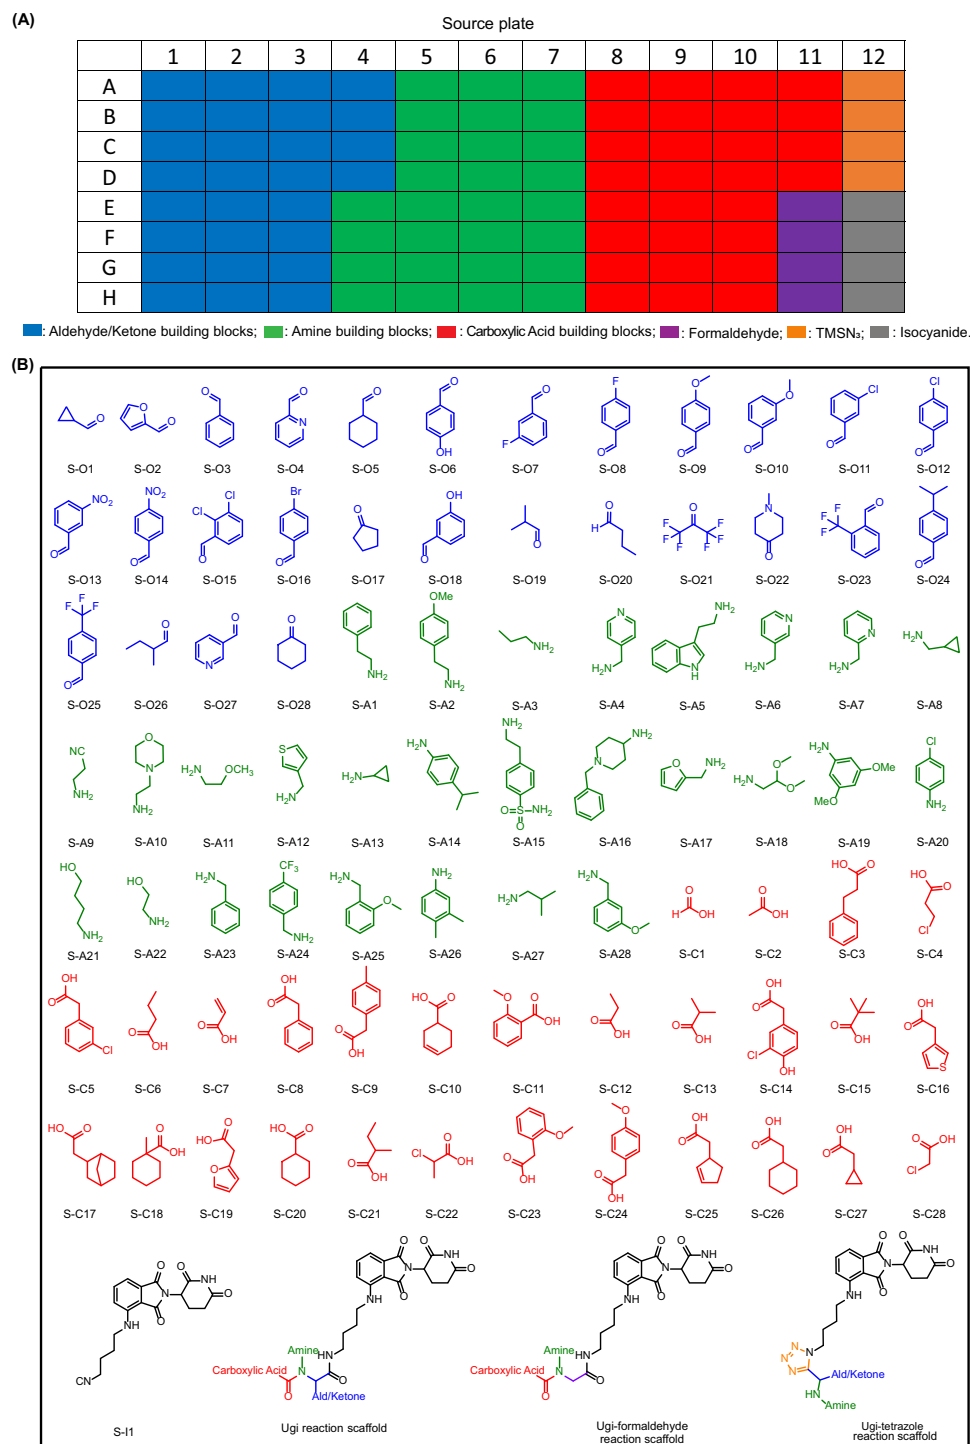 (A)
Source plate
1 2 3 4 5 6 7 8 9 10 11 12
A
B
C
D
E
F
G
H
: Aldehyde/Ketone building blocks; : Amine building blocks; : Carboxylic Acid building blocks; : Formaldehyde; : TMSN₃; : Isocyanide.
(B)
S-O1 S-O2 S-O3 S-O4 S-O5 S-O6 S-O7 S-O8 S-O9 S-O10 S-O11 S-O12
S-O13 S-O14 S-O15 S-O16 S-O17 S-O18 S-O19 S-O20 S-O21 S-O22 S-O23 S-O24
S-O25 S-O26 S-O27 S-O28 S-A1 S-A2 S-A3 S-A4 S-A5 S-A6 S-A7 S-A8
S-A9 S-A10 S-A11 S-A12 S-A13 S-A14 S-A15 S-A16 S-A17 S-A18 S-A19 S-A20
S-A21 S-A22 S-A23 S-A24 S-A25 S-A26 S-A27 S-A28 S-C1 S-C2 S-C3 S-C4
S-C5 S-C6 S-C7 S-C8 S-C9 S-C10 S-C11 S-C12 S-C13 S-C14 S-C15 S-C16
S-C17 S-C18 S-C19 S-C20 S-C21 S-C22 S-C23 S-C24 S-C25 S-C26 S-C27 S-C28
Amine
Carboxylic Acid
Ald/Ketone
Amine
Carboxylic Acid
Ald/Ketone
Amine
S-I1
Ugi reaction scaffold
Ugi-formaldehyde
reaction scaffold
Ugi-tetrazole
reaction scaffold